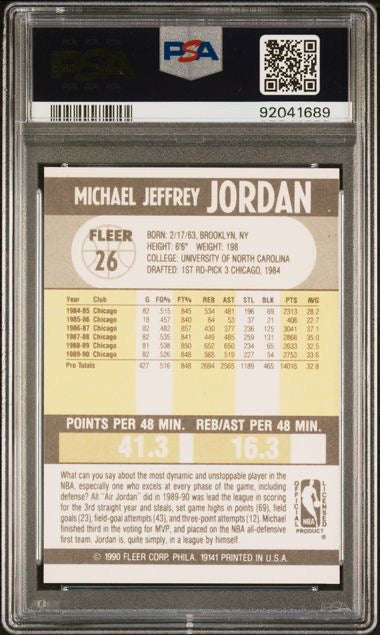 PSA
92041689
MICHAEL JEFFREY JORDAN
FLEER
26
BORN: 2/17/63, BROOKLYN, NY
HEIGHT: 6'6" WEIGHT: 198
COLLEGE: UNIVERSITY OF NORTH CAROLINA
DRAFTED: 1ST RD-PICK 3 CHICAGO, 1984
Year Club G FG% FT% REB AST STL BLK PTS AVG
1984-85 Chicago 82 515 845 534 481 196 69 2313 28.2
1985-86 Chicago 18 457 840 64 53 37 21 408 22.7
1986-87 Chicago 82 482 857 430 377 236 125 3041 37.1
1987-88 Chicago 82 535 841 449 485 259 131 2868 35.0
1988-89 Chicago 81 538 850 652 650 234 65 2633 32.5
1989-90 Chicago 82 526 848 565 519 227 54 2753 33.6
Pro Totals 427 516 848 2694 2565 1189 465 14016 32.8
POINTS PER 48 MIN. REB/AST PER 48 MIN.
41.3 16.3
What can you say about the most dynamic and unstoppable player in the
NBA, especially one who excels at every phase of the game, including
defense? All "Air Jordan" did in 1989-90 was lead the league in scoring
for the 3rd straight year and steals, set game highs in points (69), field
goals (23), field-goal attempts (43), and three-point attempts (12). Michael
finished third in the voting for MVP, and placed on the NBA all-defensive
first team. Jordan is, quite simply, in a league by himself.
OFFICIAL LICENSED
NBA
PRODUCT
© 1990 FLEER CORP. PHILA. 19141 PRINTED IN U.S.A.